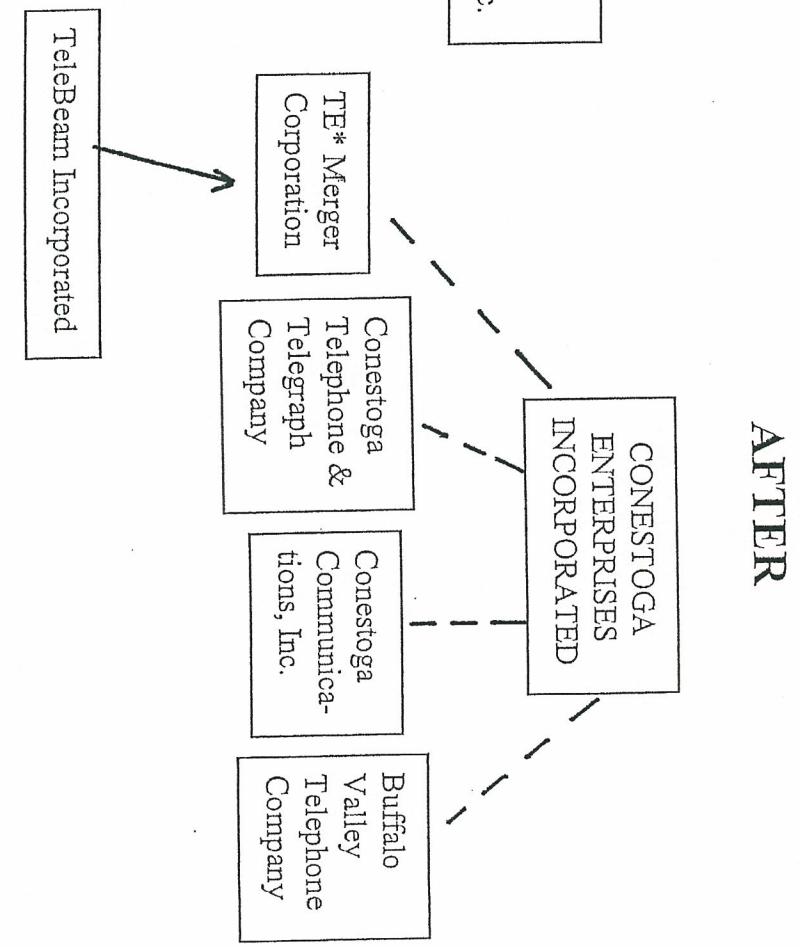 AFTER
CONESTOGA
ENTERPRISES
INCORPORATED
TE* Merger
Corporation
Conestoga
Telephone &
Telegraph
Company
Conestoga
Communica-
tions, Inc.
Buffalo
Valley
Telephone
Company
TeleBeam Incorporated
c.